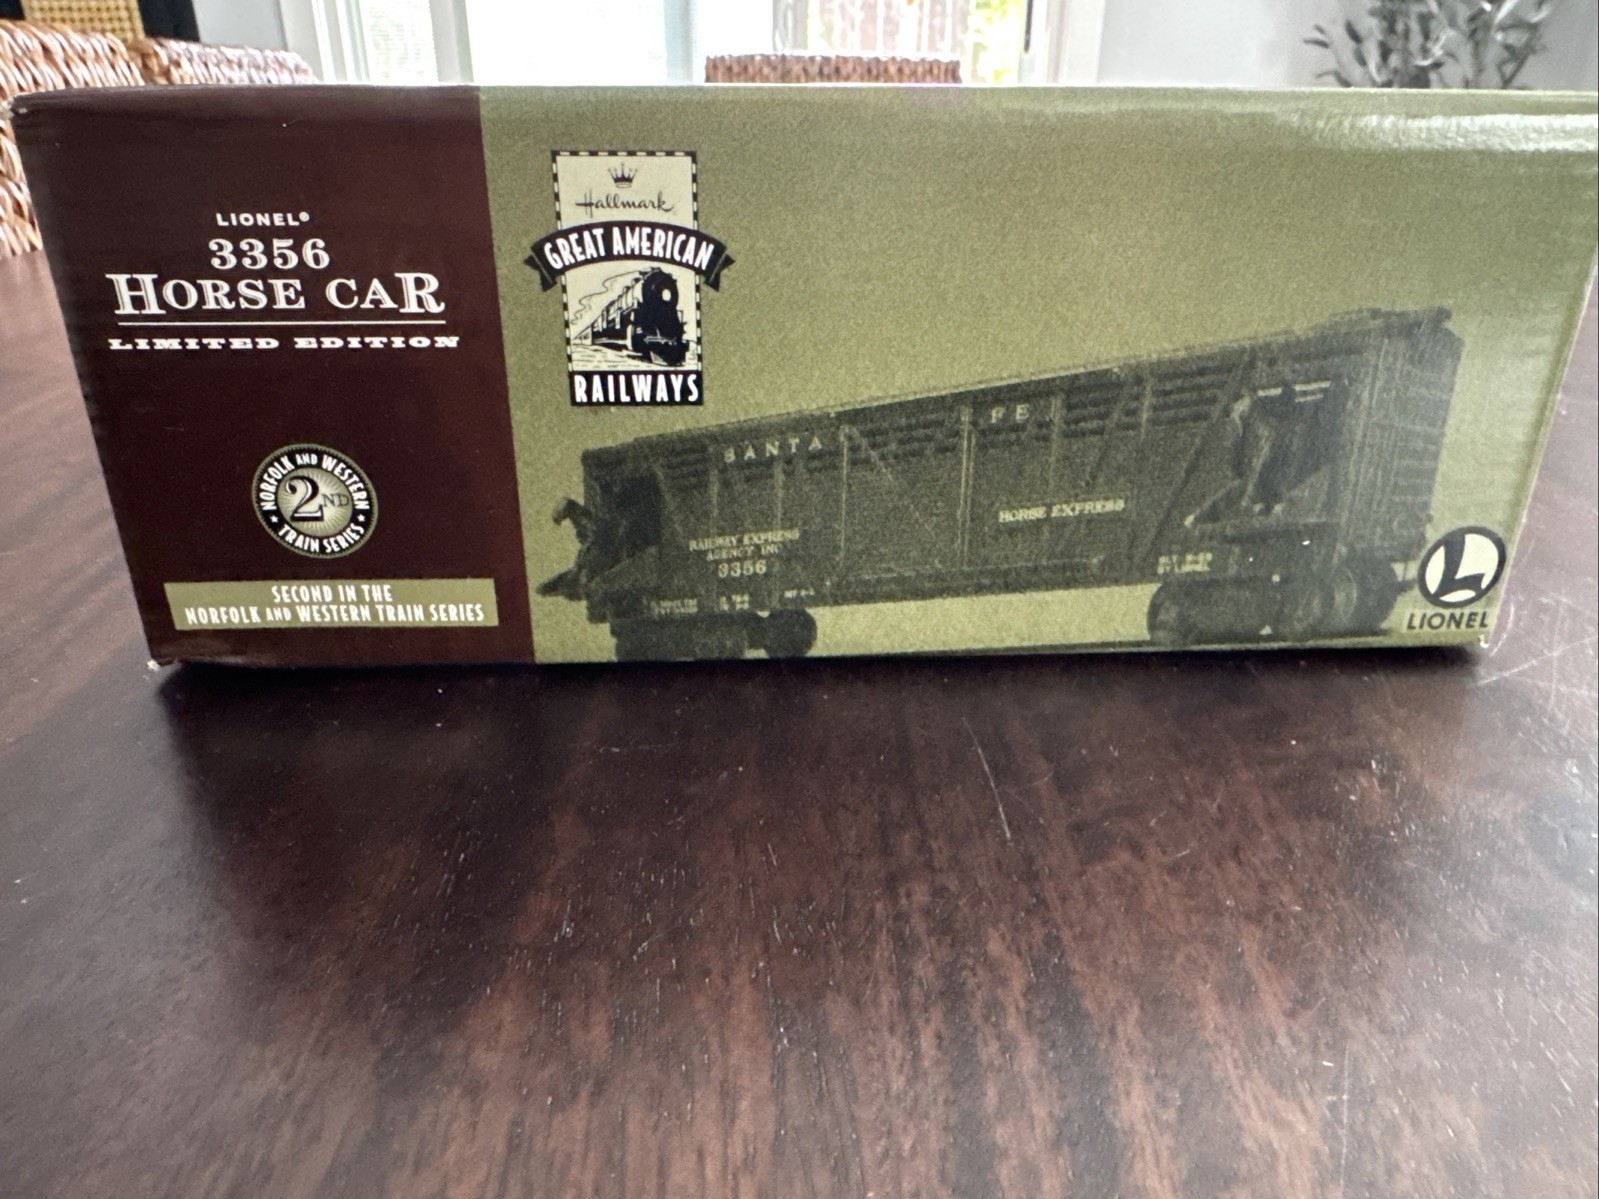 LIONEL®
3356
HORSE CAR
LIMITED EDITION
NORFOLK AND WESTERN
2ND
TRAIN SERIES
SECOND IN THE
NORFOLK AND WESTERN TRAIN SERIES
Hallmark
GREAT AMERICAN
RAILWAYS
SANTA FE
RAILWAY EXPRESS
AGENCY INC
3356
HORSE EXPRESS
L
LIONEL